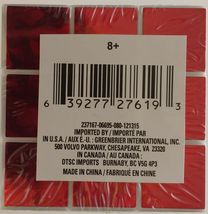 8+
237167-06695-080-121315
6 39277 27619 3
IMPORTED BY / IMPORTÉ PAR
IN U.S.A. / AUX É.-U. : GREENBRIER INTERNATIONAL, INC.
500 VOLVO PARKWAY, CHESAPEAKE, VA 23320
IN CANADA / AU CANADA:
DTSC IMPORTS BURNABY, BC V5G 4P3
MADE IN CHINA / FABRIQUÉ EN CHINE